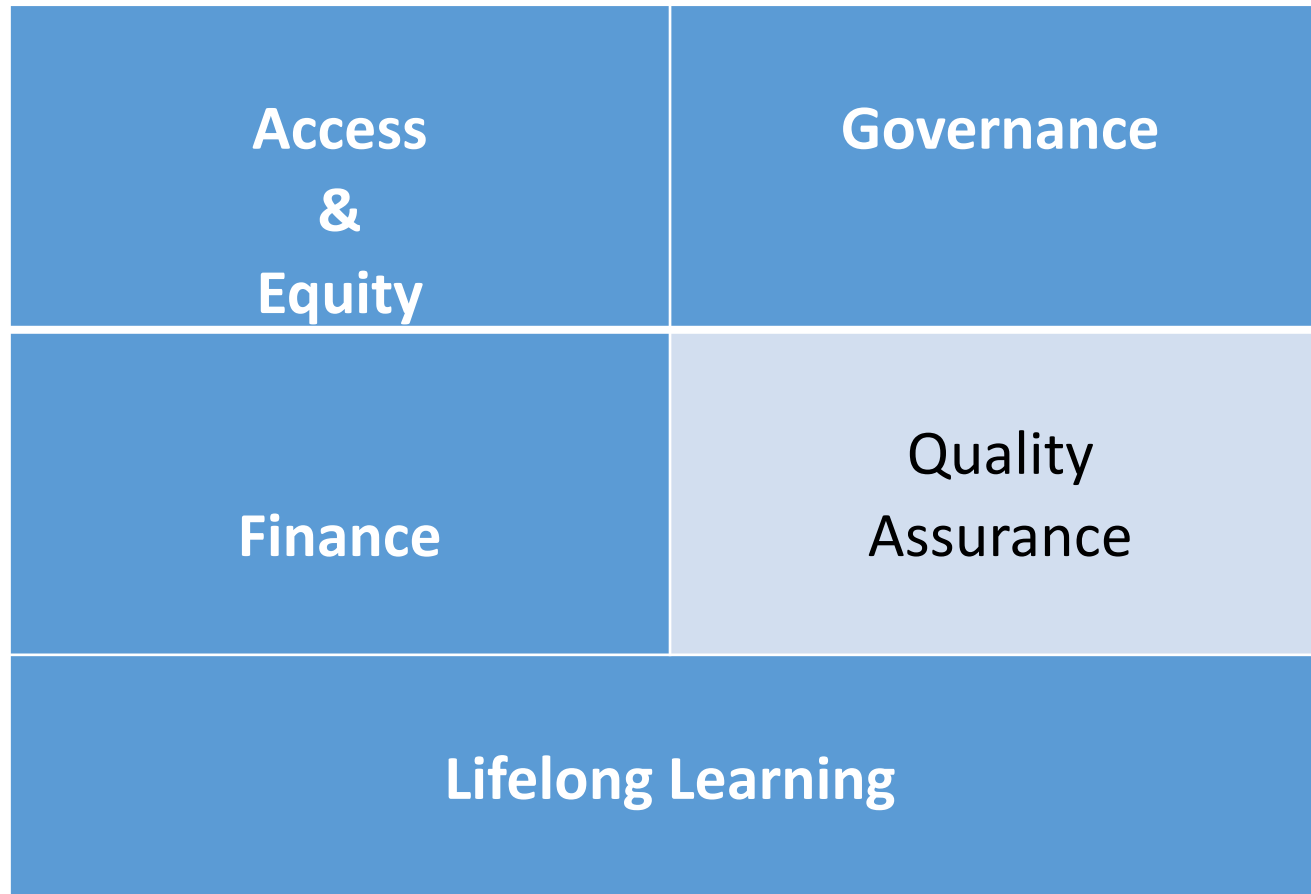 Access
&
Equity
Governance
Finance
Quality
Assurance
Lifelong Learning